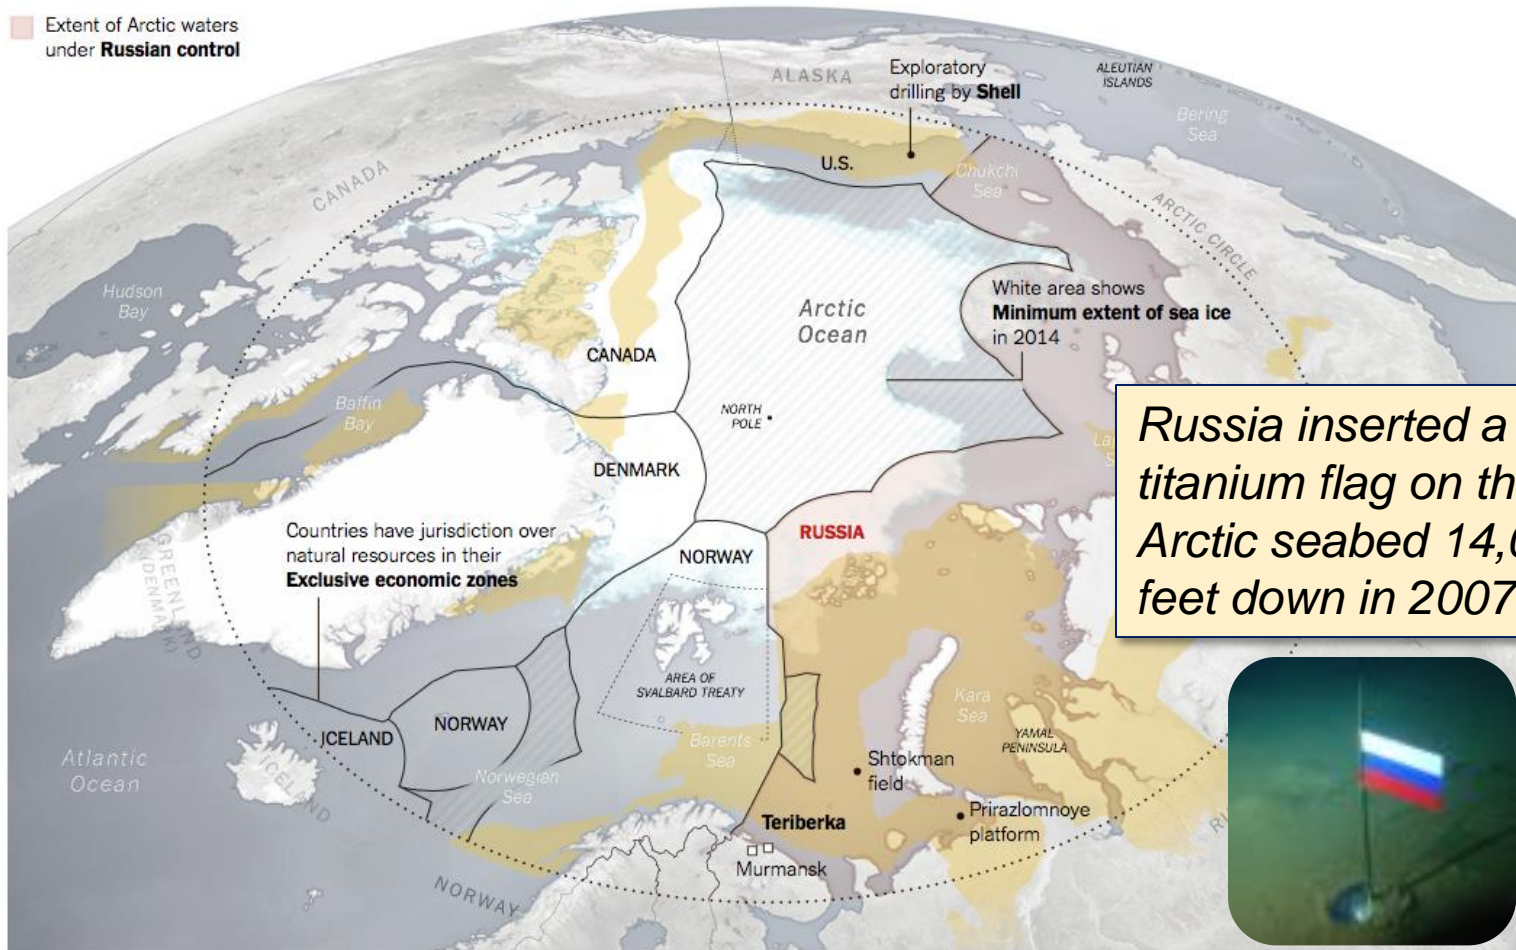 Extent of Arctic waters
under Russian control
ALASKA
Exploratory
drilling by Shell
ALEUTIAN
ISLANDS
Bering
Sea
U.S.
Chukchi
Sea
CANADA
ARCTIC CIRCLE
Hudson
Bay
Arctic
Ocean
White area shows
Minimum extent of sea ice
in 2014
CANADA
NORTH
POLE
Baffin
Bay
DENMARK
Russia inserted a
titanium flag on
Arctic seabed
feet down in 2007
Countries have jurisdiction over
natural resources in their
Exclusive economic zones
GREENLAND
(DENMARK)
NORWAY
RUSSIA
AREA OF
SVALBARD TREATY
Kara
Sea
YAMAL
PENINSULA
NORWAY
ICELAND
Barents
Sea
Atlantic
Ocean
ICELAND
Norwegian
Sea
Shtokman
field
Teriberka
Prirazlomnoye
platform
Murmansk
NORWAY